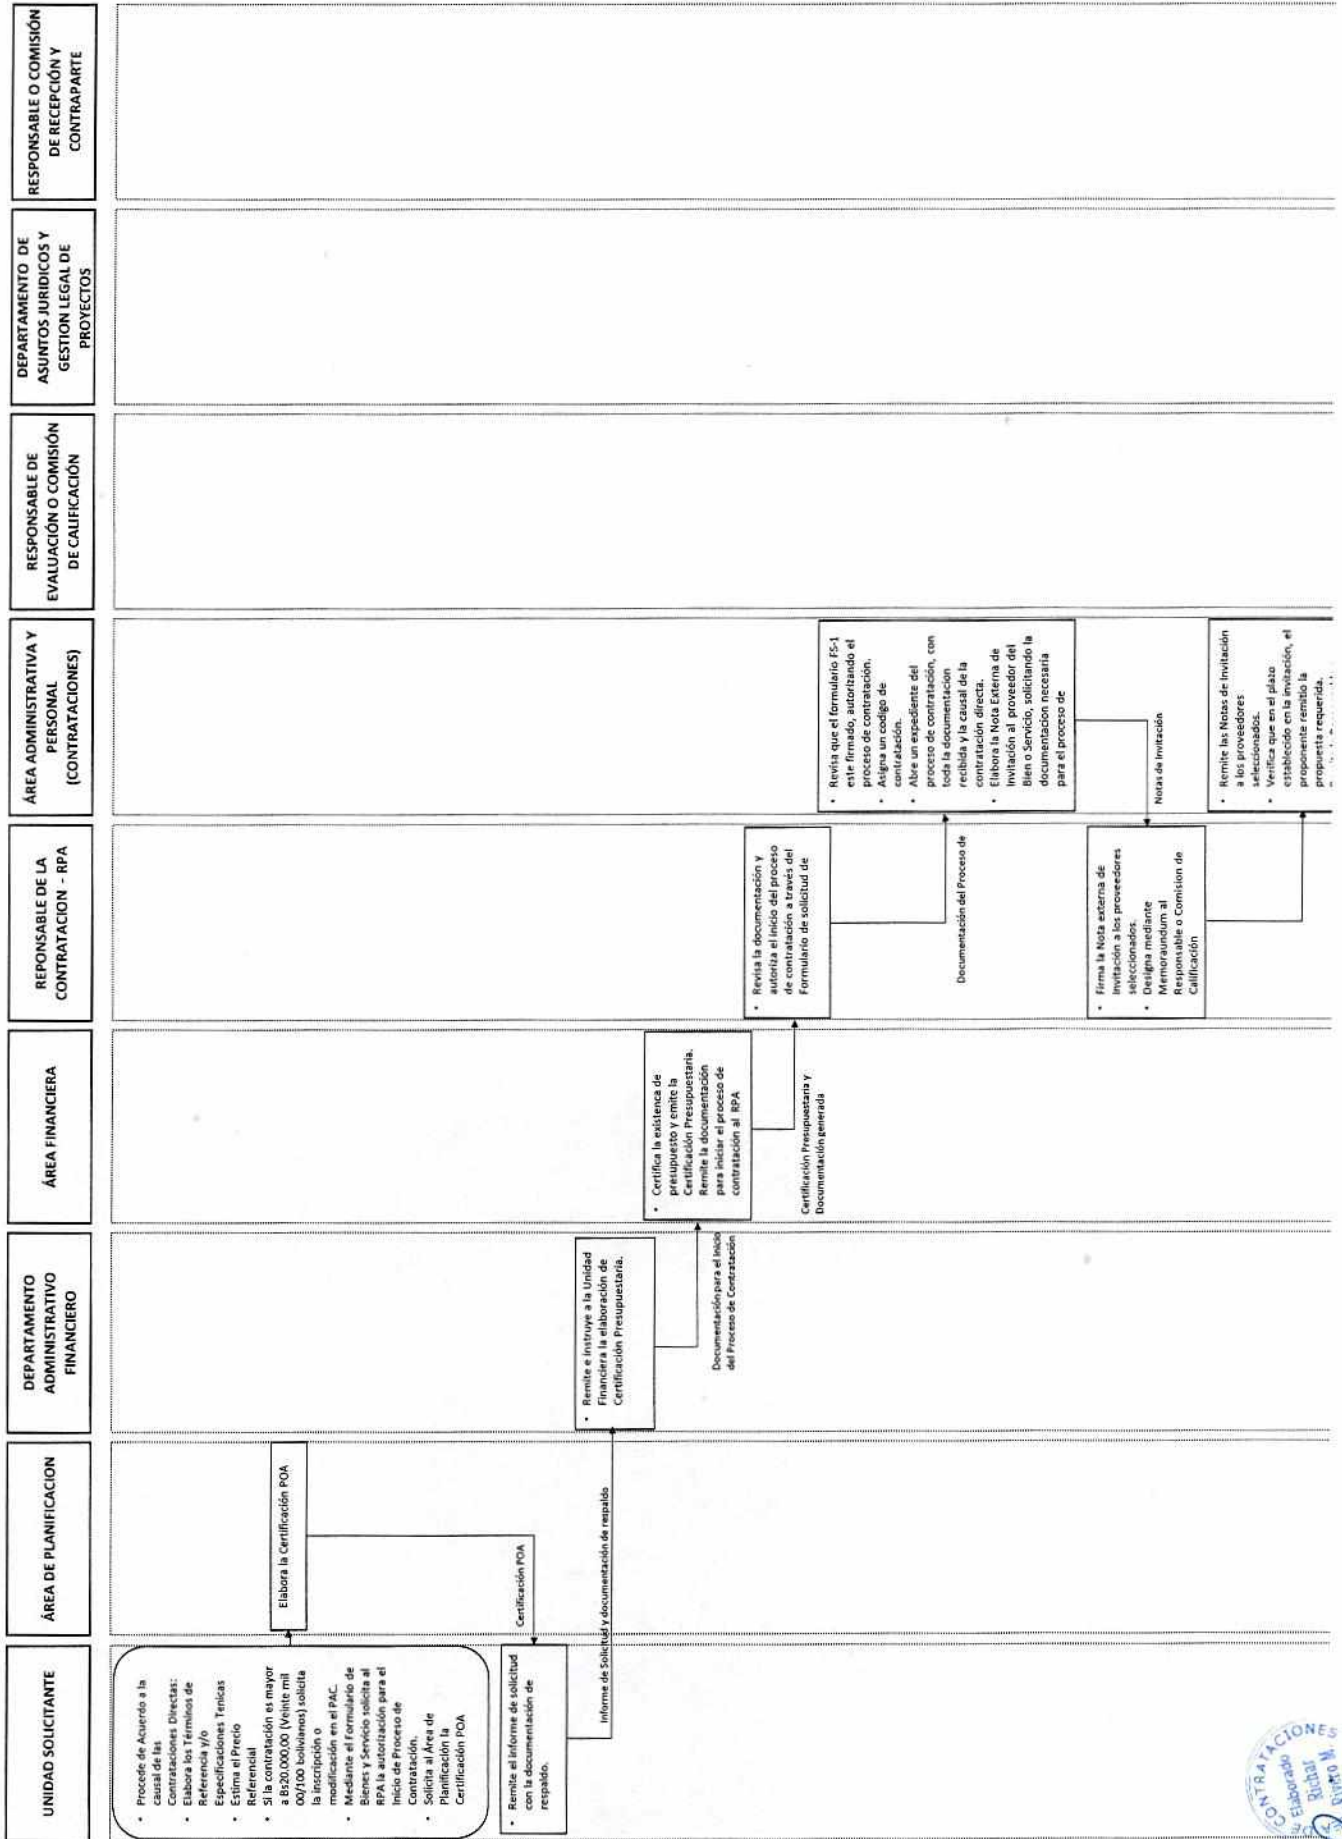 UNIDAD SOLICITANTE
ÁREA DE PLANIFICACION
DEPARTAMENTO
ADMINISTRATIVO
FINANCIERO
ÁREA FINANCIERA
REPONSABLE DE LA
CONTRATACION - RPA
ÁREA ADMINISTRATIVA Y
PERSONAL
(CONTRATACIONES)
RESPONSABLE DE
EVALUACIÓN O COMISIÓN
DE CALIFICACIÓN
DEPARTAMENTO DE
ASUNTOS JURIDICOS Y
GESTION LEGAL DE
PROYECTOS
RESPONSABLE O COMISIÓN
DE RECEPCIÓN Y
CONTRAPARTE
• Procede de Acuerdo a la
causal de las
Contrataciones Directas:
• Elabora los Términos de
Referencia y/o
Especificaciones Tenicas
• Estima el Precio
Referencial
• Si la contratación es mayor
a Bs20.000,00 (Veinte mil
00/100 bolivianos) solicita
la inscripción o
modificación en el PAC.
• Mediante el Formulario de
Bienes y Servicio solicita al
RPA la autorización para el
Inicio de Proceso de
Contratación.
• Solicita al Área de
Planificación la
Certificación POA
Elabora la Certificación POA
Certificación POA
• Remite el informe de solicitud
con la documentación de
respaldo.
Informe de Solicitud y documentación de respaldo
• Remite e instruye a la Unidad
Financiera la elaboración de
Certificación Presupuestaria.
Documentación para el Inicio
del Proceso de Contratación
• Certifica la existenca de
presupuesto y emite la
Certificación Presupuestaria.
Remite la documentación
para iniciar el proceso de
contratación al RPA
Certificación Presupuestaria y
Documentación generada
• Revisa la documentación y
autoriza el inicio del proceso
de contratación a través del
Formulario de solicitud de
Documentación del Proceso de
• Revisa que el formulario FS-1
este firmado, autorizando el
proceso de contratación.
• Asigna un codigo de
contratación.
• Abre un expediente del
proceso de contratación, con
toda la documentacion
recibida y la causal de la
contratación directa.
• Elabora la Nota Externa de
Invitación al proveedor del
Bien o Servicio, solicitando la
documentacion necesaria
para el proceso de
Notas de Invitación
• Firma la Nota externa de
Invitación a los proveedores
seleccionados.
• Designa mediante
Memoraundum al
Responsable o Comision de
Calificación
• Remite las Notas de Invitación
a los proveedores
seleccionados.
• Verifica que en el plazo
establecido en la invitación, el
proponente remitio la
propuesta requerida.
DE CONTRATACIONES
Elaborado
Richar
Pinto M.